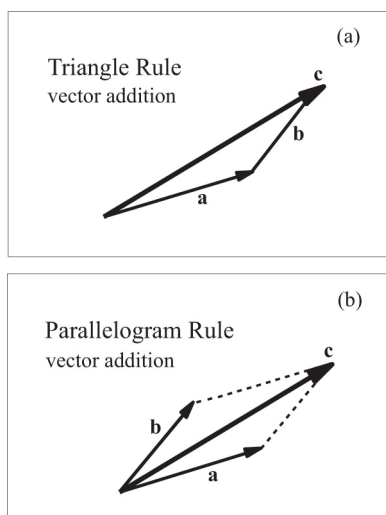 (a)
Triangle Rule
vector addition
c
b
a
(b)
Parallelogram Rule
vector addition
c
b
a